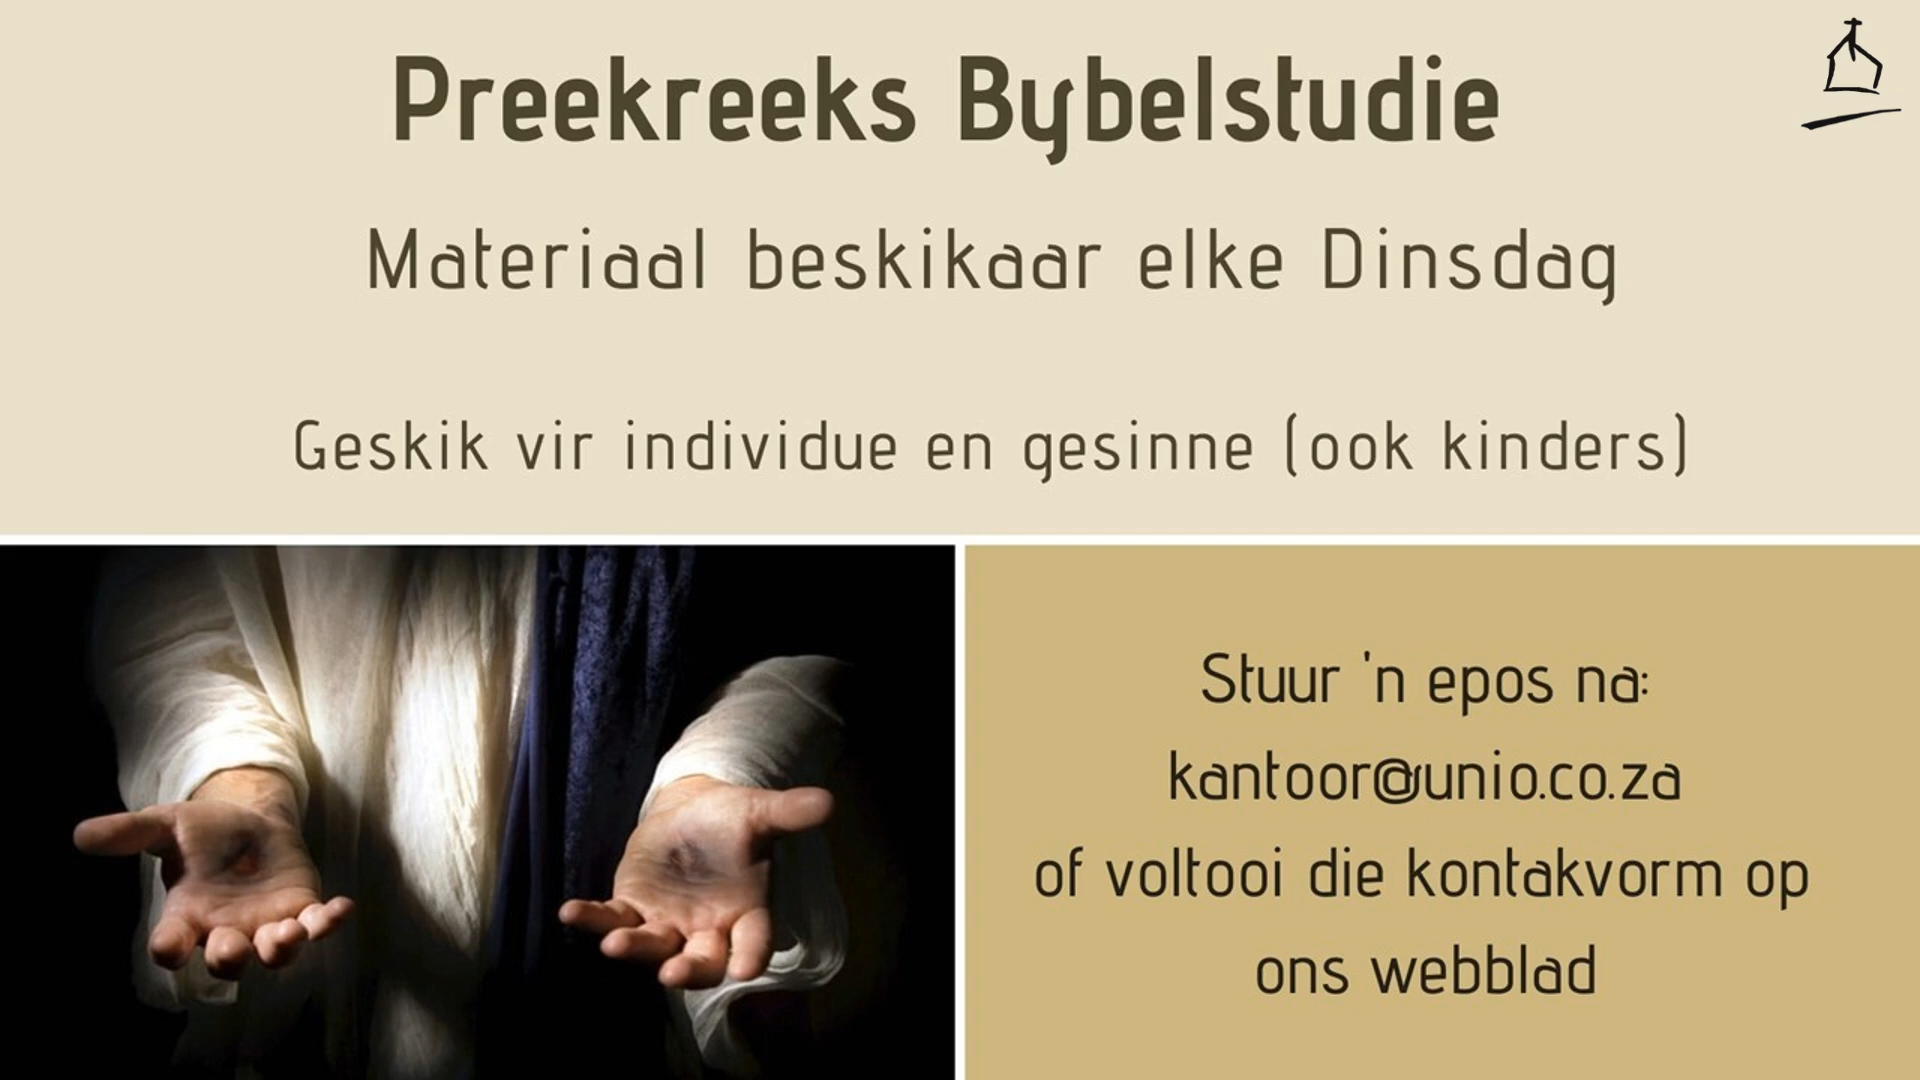 Preekreeks Bybelstudie
Materiaal beskikaar elke Dinsdag
Geskik vir individue en gesinne (ook kinders)
Stuur 'n epos na:
kantoor@unio.co.za
of voltooi die kontakvorm op
ons webblad